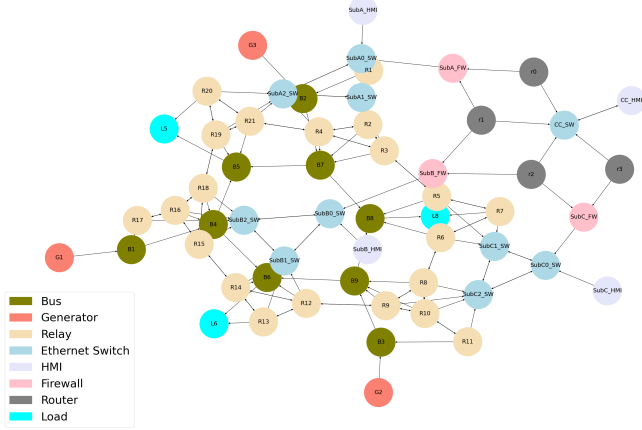 SubA_HMI
G3
SubA0_SW
R1
SubA_FW
r0
R20
SubA2_SW
B2
SubA1_SW
CC_HMI
R21
R4
R2
r1
CC_SW
L5
R19
R3
B5
B7
SubB_FW
r2
r3
R18
R5
R17
R16
B4
SubB2_SW
SubB0_SW
B8
L8
R7
SubC_FW
R15
R6
B1
SubB_HMI
SubC1_SW
G1
SubB1_SW
SubC0_SW
B6
B9
R8
R14
SubC2_SW
SubC_HMI
R12
R9
R10
L6
R13
B3
R11
G2
Bus
Generator
Relay
Ethernet Switch
HMI
Firewall
Router
Load